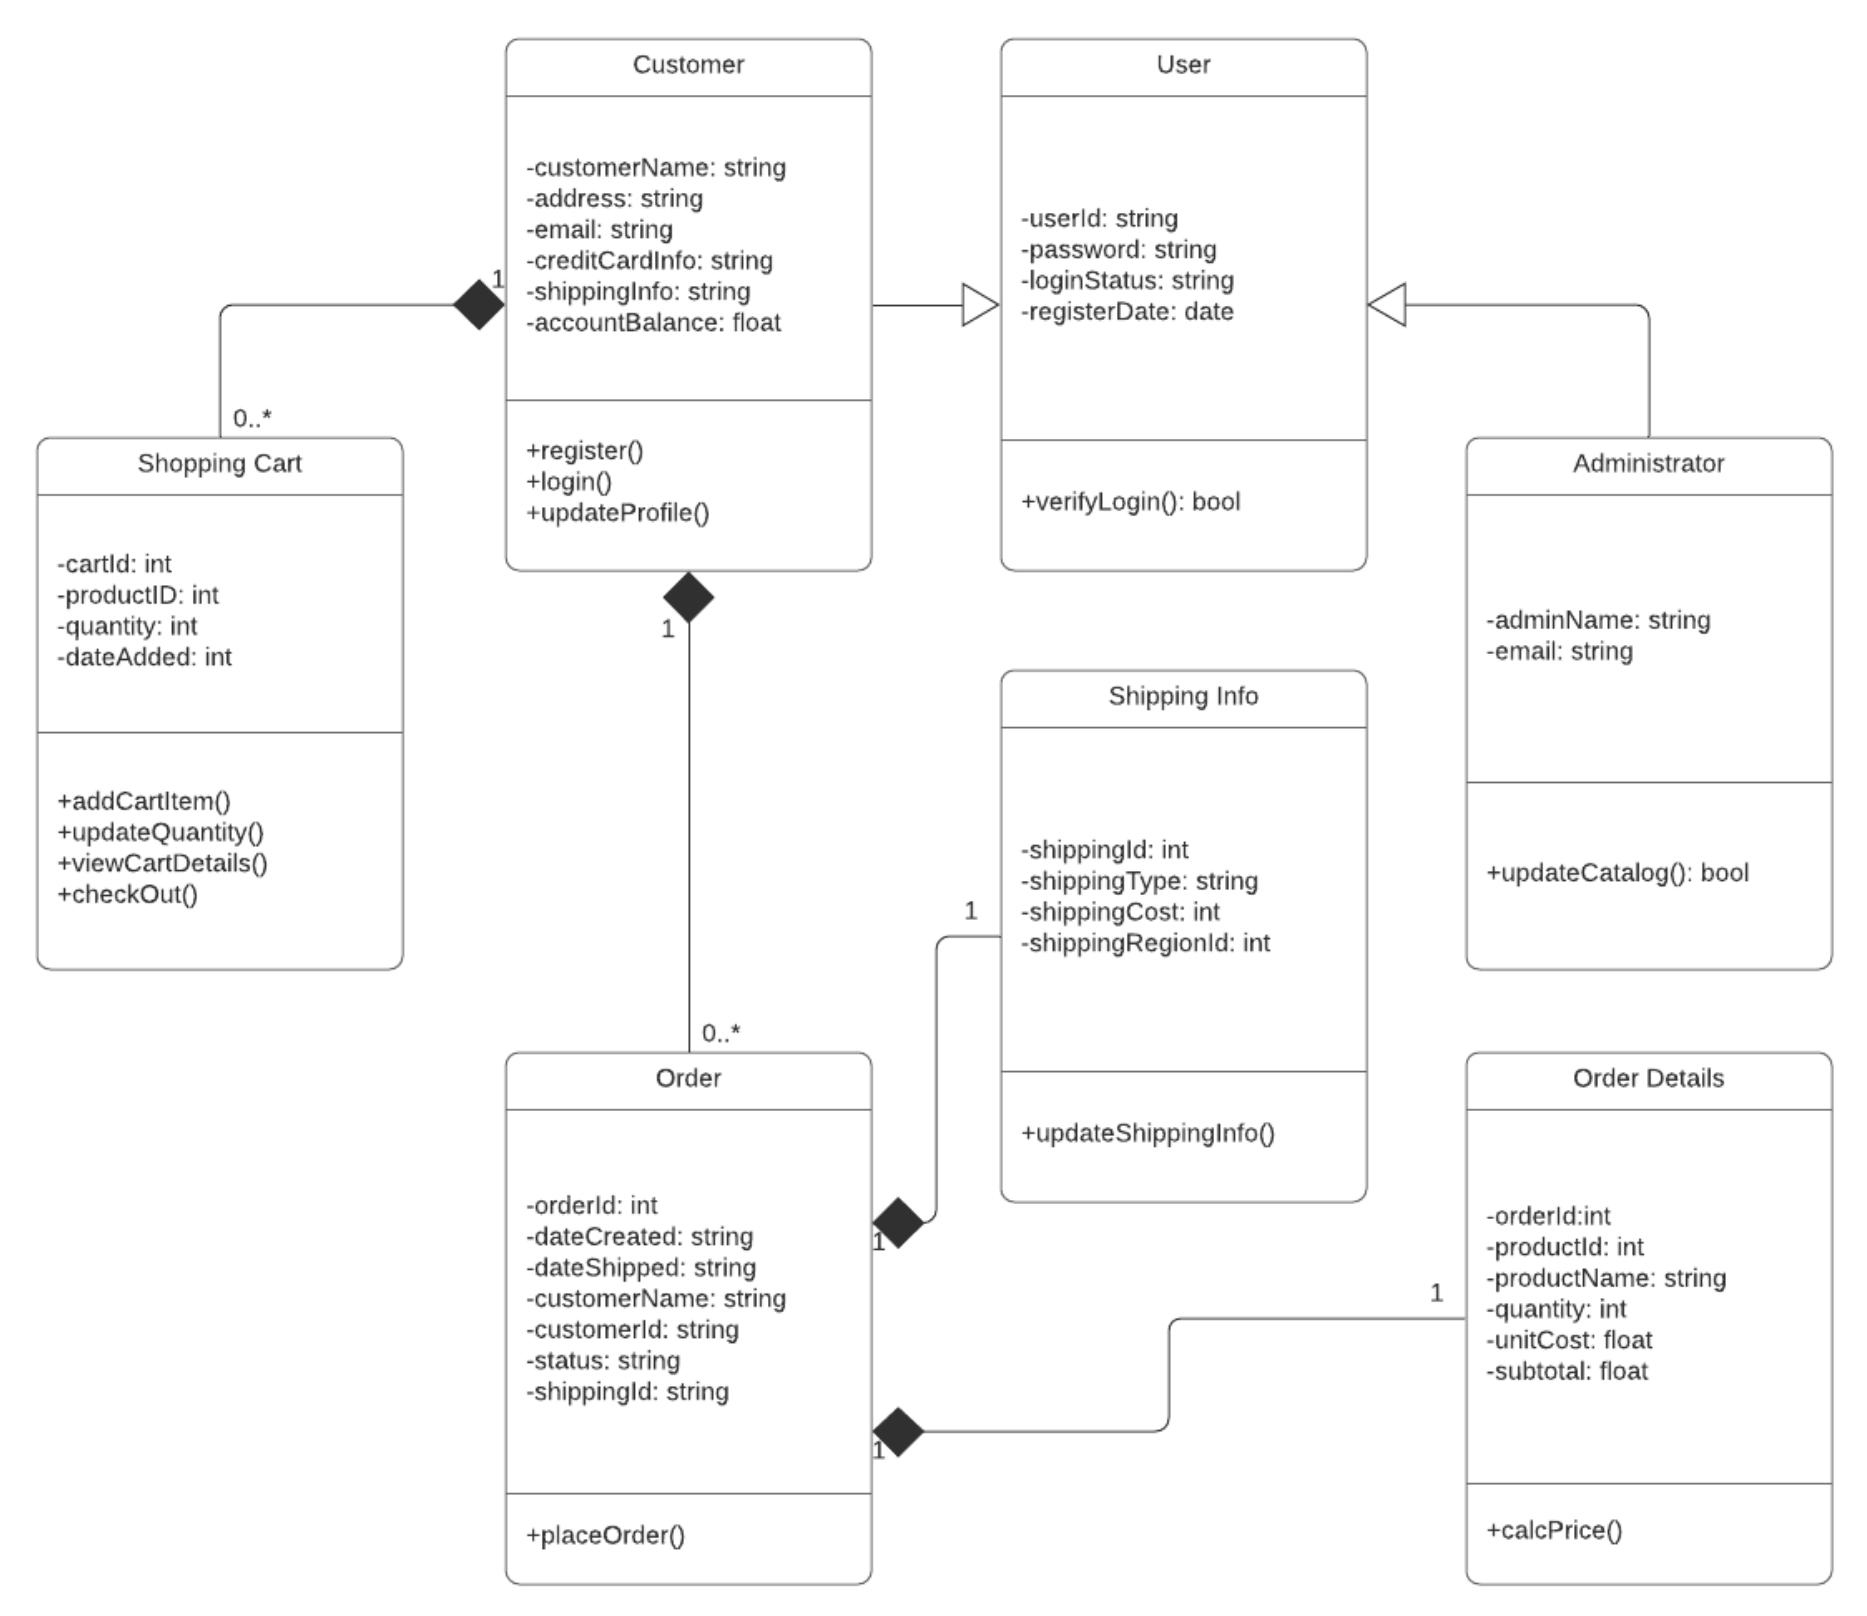 Customer
-customerName: string
-address: string
-email: string
-creditCardInfo: string
-shippingInfo: string
-accountBalance: float
+register()
+login()
+updateProfile()
User
-userId: string
-password: string
-loginStatus: string
-registerDate: date
+verifyLogin(): bool
1
0..*
Shopping Cart
-cartId: int
-productID: int
-quantity: int
-dateAdded: int
+addCartItem()
+updateQuantity()
+viewCartDetails()
+checkOut()
Administrator
-adminName: string
-email: string
+updateCatalog(): bool
1
0..*
Shipping Info
-shippingId: int
-shippingType: string
-shippingCost: int
-shippingRegionId: int
+updateShippingInfo()
1
1
Order
-orderId: int
-dateCreated: string
-dateShipped: string
-customerName: string
-customerId: string
-status: string
-shippingId: string
+placeOrder()
1
1
Order Details
-orderId:int
-productId: int
-productName: string
-quantity: int
-unitCost: float
-subtotal: float
+calcPrice()